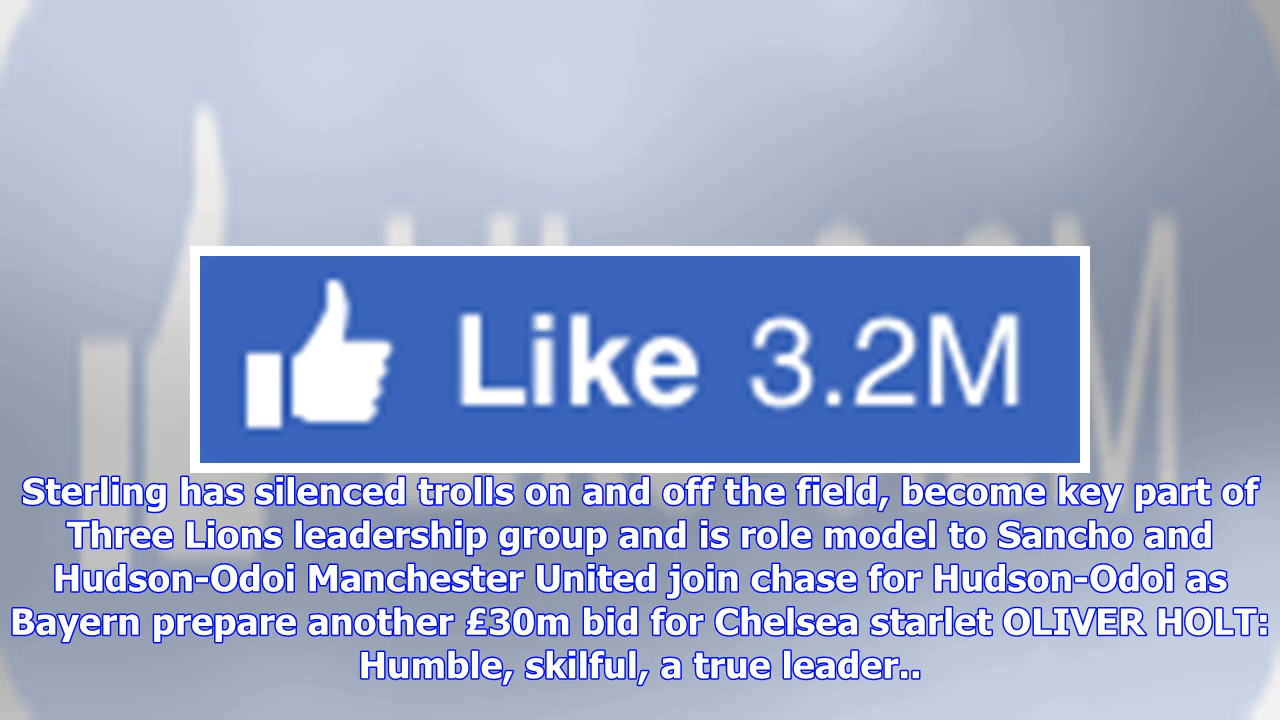 Like 3.2M
Sterling has silenced trolls on and off the field, become key part of
Three Lions leadership group and is role model to Sancho and
Hudson-Odoi Manchester United join chase for Hudson-Odoi as
Bayern prepare another £30m bid for Chelsea starlet OLIVER HOLT:
Humble, skilful, a true leader..